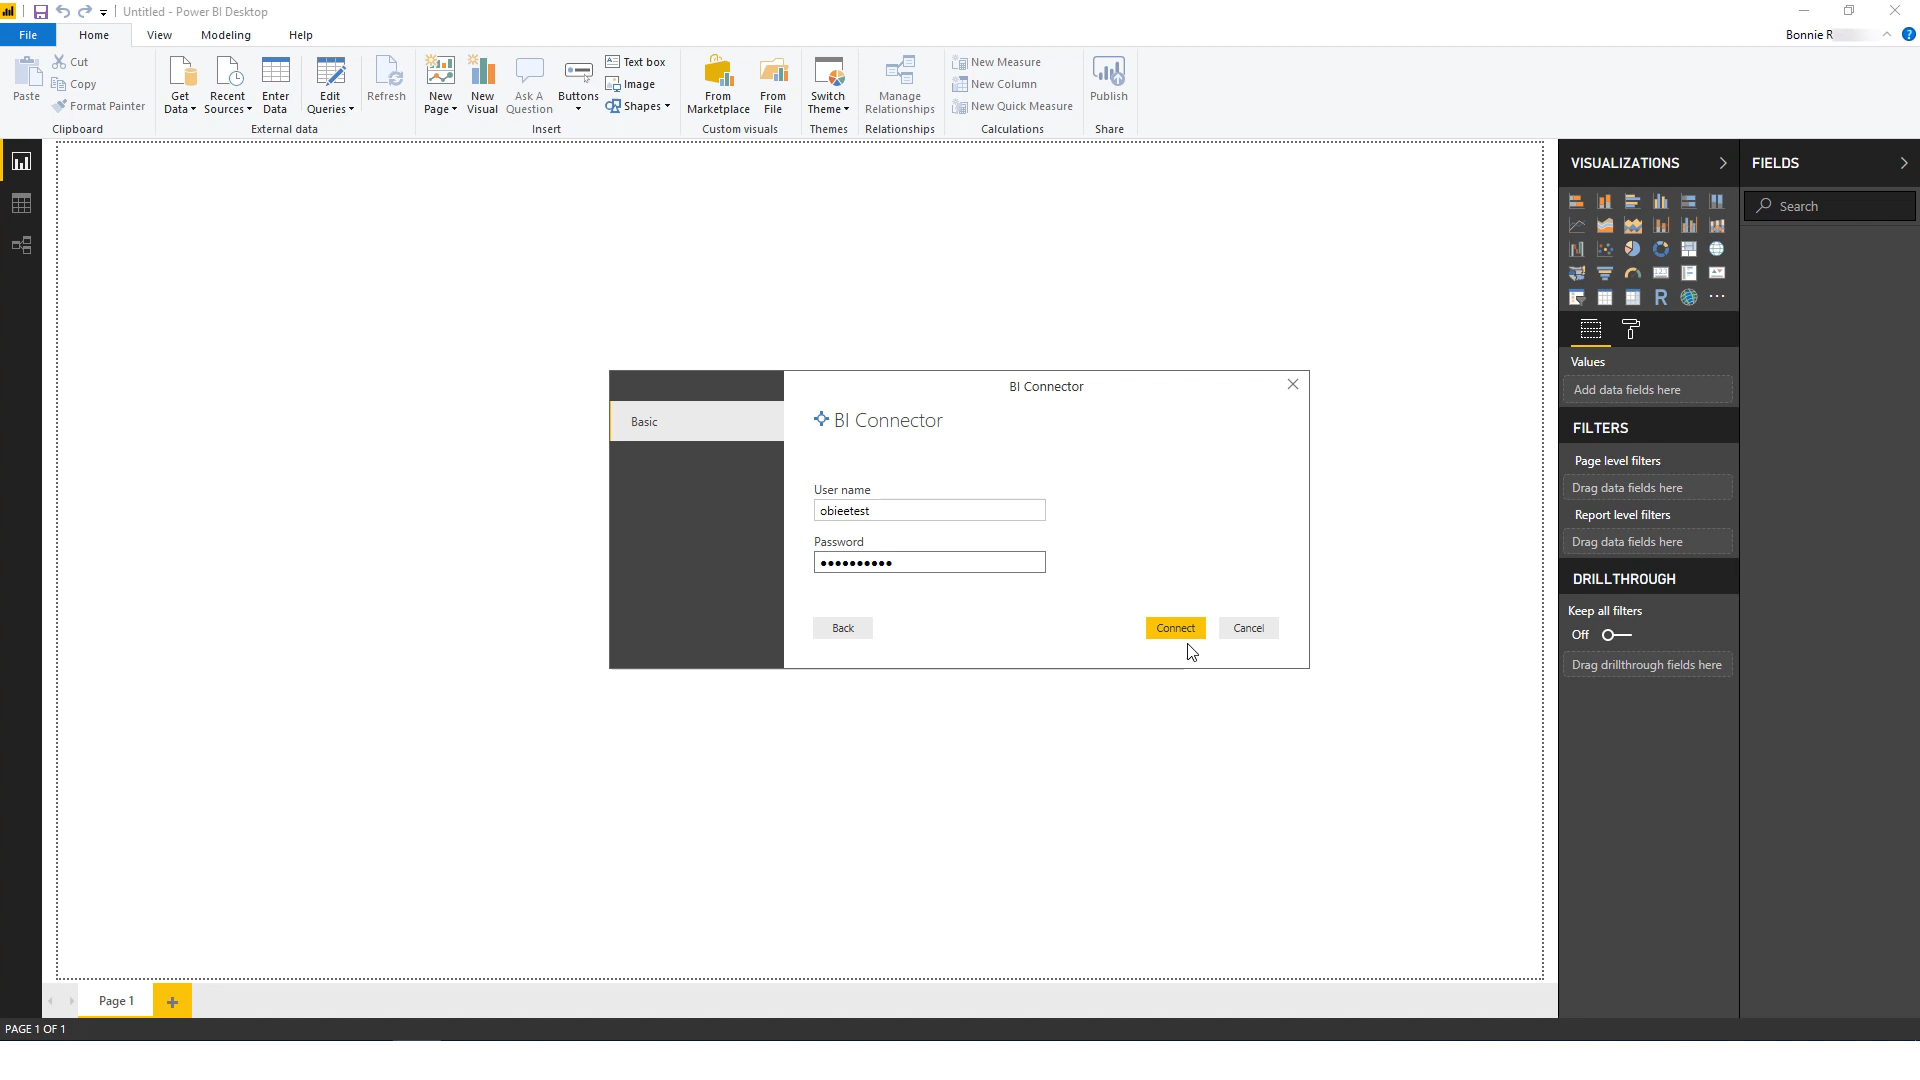 Untitled - Power BI Desktop
File Home View Modeling Help
Bonnie R
Paste
Cut
Copy
Format Painter
Clipboard
Get Data
Recent Sources
Enter Data
Edit Queries
Refresh
External data
New Page
New Visual
Ask A Question
Buttons
Text box
Image
Shapes
Insert
From Marketplace
From File
Custom visuals
Switch Theme
Themes
Manage Relationships
Relationships
New Measure
New Column
New Quick Measure
Calculations
Publish
Share
BI Connector
Basic
BI Connector
User name
obieetest
Password
••••••••••
Back
Connect
Cancel
VISUALIZATIONS
R
Values
Add data fields here
FILTERS
Page level filters
Drag data fields here
Report level filters
Drag data fields here
DRILLTHROUGH
Keep all filters
Off
Drag drillthrough fields here
FIELDS
Search
Page 1
PAGE 1 OF 1